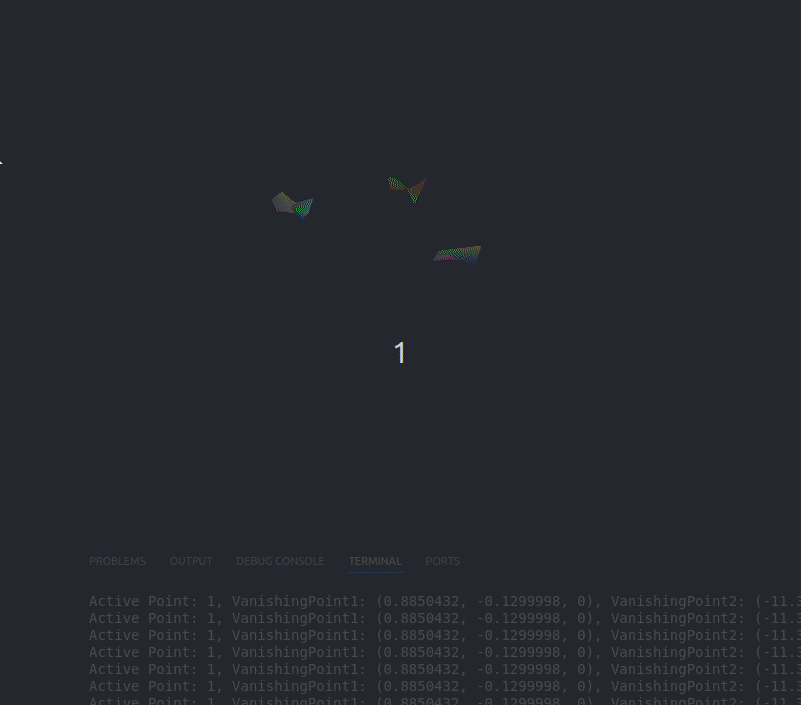 1
PROBLEMS OUTPUT DEBUG CONSOLE TERMINAL PORTS
Active Point: 1, VanishingPoint1: (0.8850432, -0.1299998, 0), VanishingPoint2: (-11.3
Active Point: 1, VanishingPoint1: (0.8850432, -0.1299998, 0), VanishingPoint2: (-11.3
Active Point: 1, VanishingPoint1: (0.8850432, -0.1299998, 0), VanishingPoint2: (-11.3
Active Point: 1, VanishingPoint1: (0.8850432, -0.1299998, 0), VanishingPoint2: (-11.3
Active Point: 1, VanishingPoint1: (0.8850432, -0.1299998, 0), VanishingPoint2: (-11.3
Active Point: 1, VanishingPoint1: (0.8850432, -0.1299998, 0), VanishingPoint2: (-11.3
Active Point: 1, VanishingPoint1: (0.8850432, -0.1299998, 0), VanishingPoint2: (-11.3